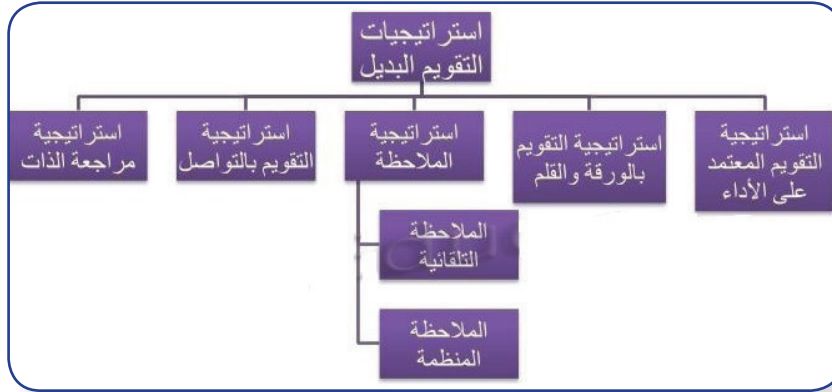 استراتيجيات
التقويم البديل
استراتيجية
التقويم المعتمد
على الأداء
استراتيجية التقويم
بالورقة والقلم
استراتيجية
الملاحظة
استراتيجية
التقويم بالتواصل
استراتيجية
مراجعة الذات
الملاحظة
التلقائية
الملاحظة
المنظمة